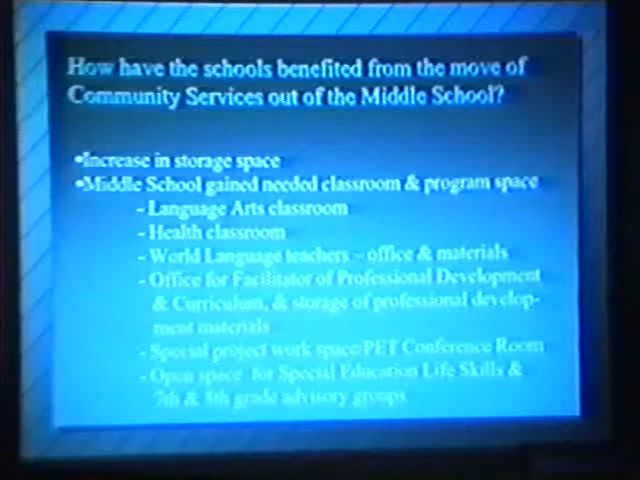 How have the schools benefited from the move of
Community Services out of the Middle School?
•Increase in storage space
•Middle School gained needed classroom & program space
- Language Arts classroom
- Health classroom
- World Language teachers – office & materials
- Office for Facilitator of Professional Development
& Curriculum, & storage of professional develop-
ment materials
- Special project work space/PET Conference Room
- Open space for Special Education Life Skills &
7th & 8th grade advisory groups